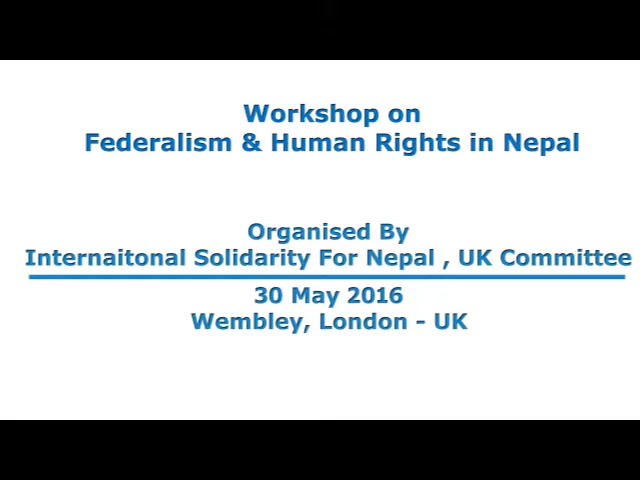 Workshop on
Federalism & Human Rights in Nepal
Organised By
Internaitonal Solidarity For Nepal , UK Committee
30 May 2016
Wembley, London - UK